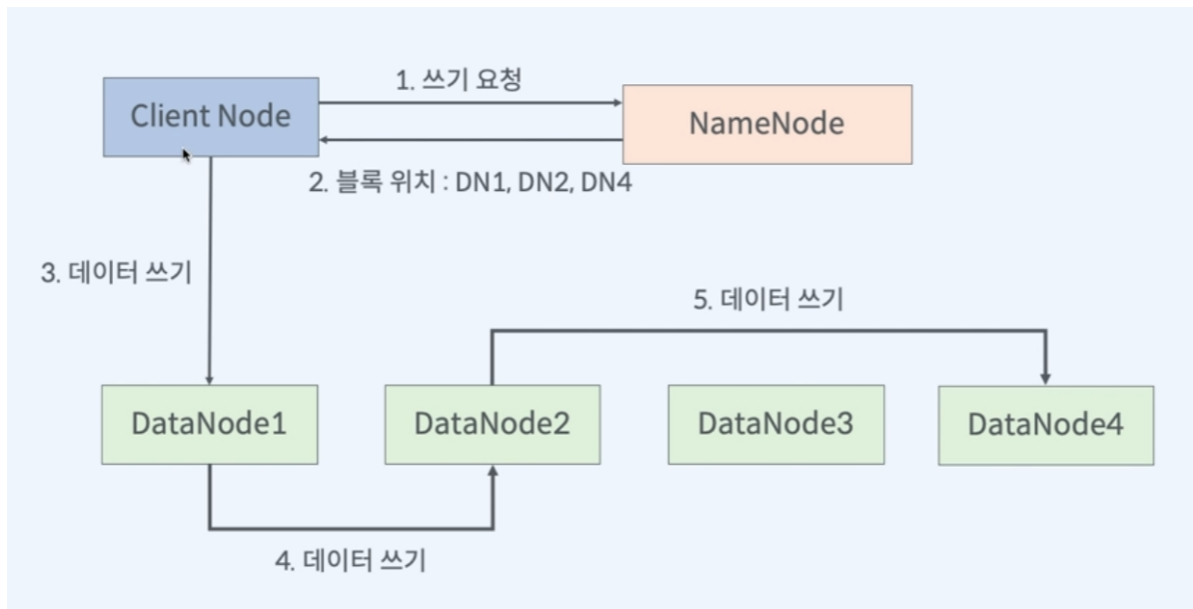 1. 쓰기 요청
Client Node
NameNode
2. 블록 위치 : DN1, DN2, DN4
3. 데이터 쓰기
5. 데이터 쓰기
DataNode1
DataNode2
DataNode3
DataNode4
4. 데이터 쓰기